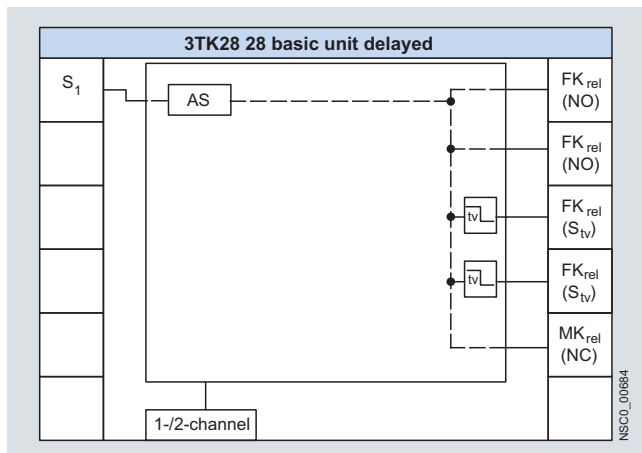 3TK28 28 basic unit delayed
S1
AS
FKrel
(NO)
FKrel
(NO)
tv
FKrel
(Stv)
tv
FKrel
(Stv)
MKrel
(NC)
1-/2-channel
NSC0_00684